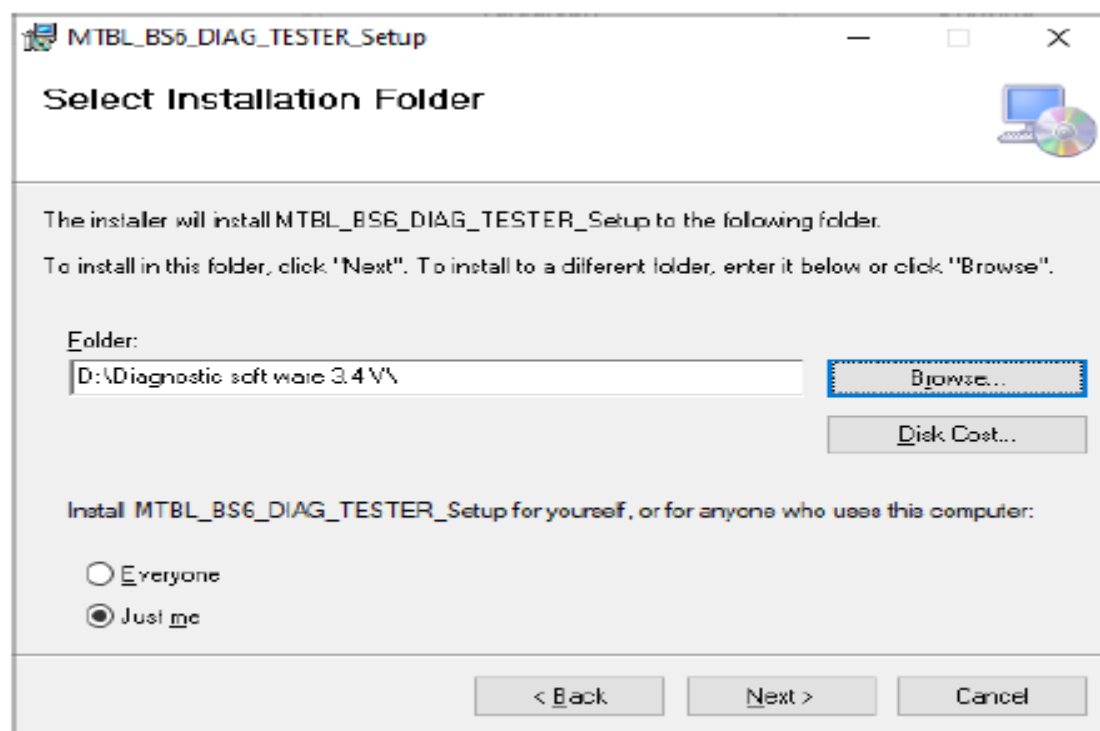 MTBL_BS6_DIAG_TESTER_Setup
Select Installation Folder
The installer will install MTBL_BS6_DIAG_TESTER_Setup to the following folder.
To install in this folder, click "Next". To install to a different folder, enter it below or click "Browse".
Folder:
D:\Diagnostic soft ware 3.4 V\
Browse...
Disk Cost...
Install MTBL_BS6_DIAG_TESTER_Setup for yourself, or for anyone who uses this computer:
Everyone
Just me
< Back
Next >
Cancel